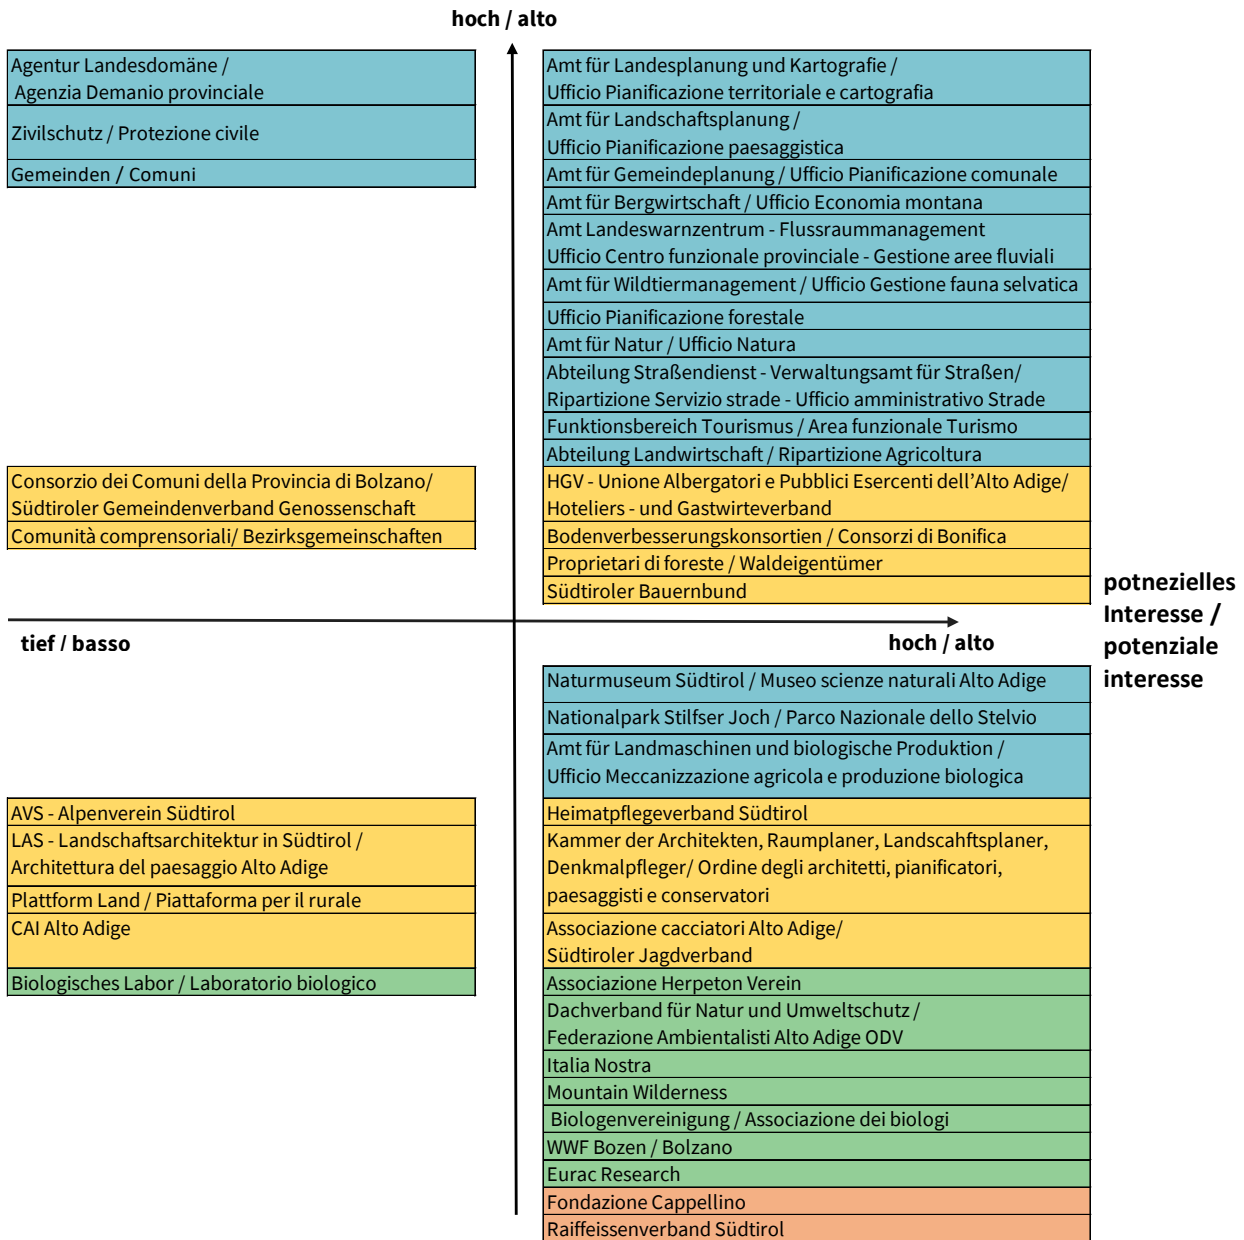 hoch / alto
Agentur Landesdomäne /
Agenzia Demanio provinciale
Zivilschutz / Protezione civile
Gemeinden / Comuni
Amt für Landesplanung und Kartografie /
Ufficio Pianificazione territoriale e cartografia
Amt für Landschaftsplanung /
Ufficio Pianificazione paesaggistica
Amt für Gemeindeplanung / Ufficio Pianificazione comunale
Amt für Bergwirtschaft / Ufficio Economia montana
Amt Landeswarnzentrum - Flussraummanagement
Ufficio Centro funzionale provinciale - Gestione aree fluviali
Amt für Wildtiermanagement / Ufficio Gestione fauna selvatica
Ufficio Pianificazione forestale
Amt für Natur / Ufficio Natura
Abteilung Straßendienst - Verwaltungsamt für Straßen/
Ripartizione Servizio strade - Ufficio amministrativo Strade
Funktionsbereich Tourismus / Area funzionale Turismo
Abteilung Landwirtschaft / Ripartizione Agricoltura
Consorzio dei Comuni della Provincia di Bolzano/
Südtiroler Gemeindenverband Genossenschaft
Comunità comprensoriali/ Bezirksgemeinschaften
HGV - Unione Albergatori e Pubblici Esercenti dell'Alto Adige/
Hoteliers - und Gastwirteverband
Bodenverbesserungskonsortien / Consorzi di Bonifica
Proprietari di foreste / Waldeigentümer
Südtiroler Bauernbund
potnezielles
Interesse /
potenziale
interesse
tief / basso
hoch / alto
Naturmuseum Südtirol / Museo scienze naturali Alto Adige
Nationalpark Stilfser Joch / Parco Nazionale dello Stelvio
Amt für Landmaschinen und biologische Produktion /
Ufficio Meccanizzazione agricola e produzione biologica
AVS - Alpenverein Südtirol
LAS - Landschaftsarchitektur in Südtirol /
Architettura del paesaggio Alto Adige
Plattform Land / Piattaforma per il rurale
CAI Alto Adige
Biologisches Labor / Laboratorio biologico
Heimatpflegeverband Südtirol
Kammer der Architekten, Raumplaner, Landscahftsplaner,
Denkmalpfleger/ Ordine degli architetti, pianificatori,
paesaggisti e conservatori
Associazione cacciatori Alto Adige/
Südtiroler Jagdverband
Associazione Herpeton Verein
Dachverband für Natur und Umweltschutz /
Federazione Ambientalisti Alto Adige ODV
Italia Nostra
Mountain Wilderness
Biologenvereinigung / Associazione dei biologi
WWF Bozen / Bolzano
Eurac Research
Fondazione Cappellino
Raiffeissenverband Südtirol